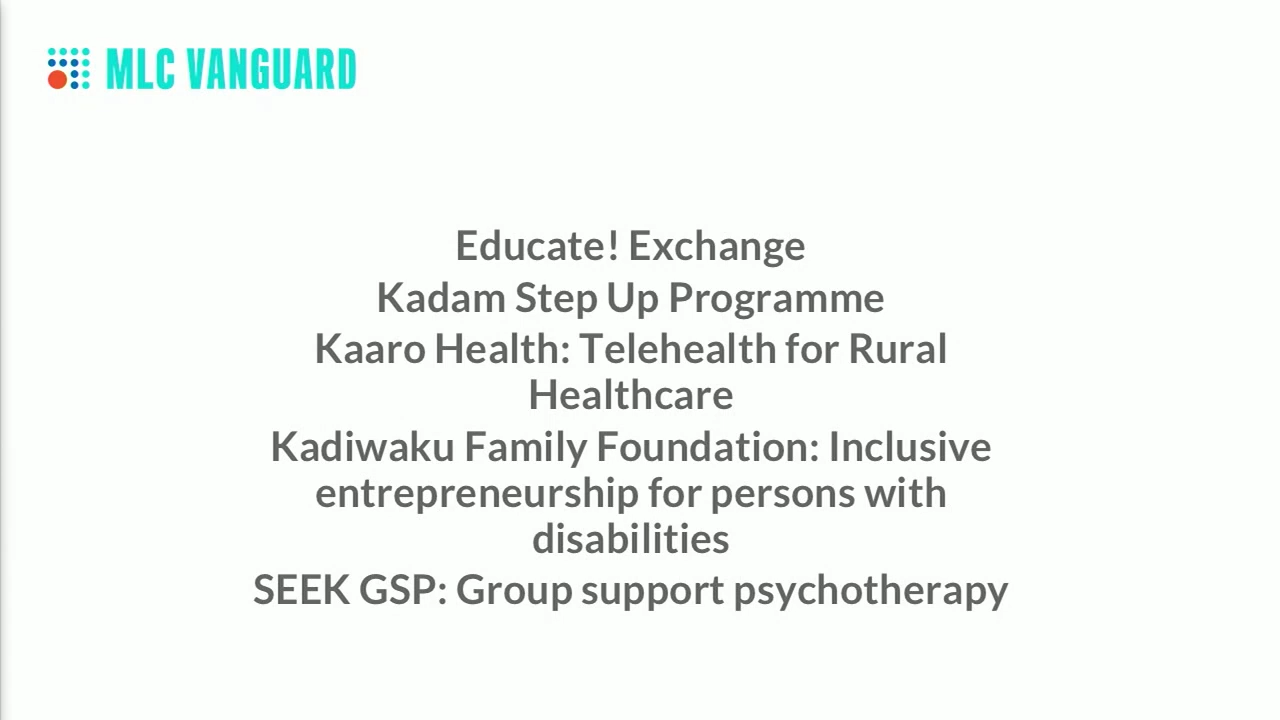 MLC VANGUARD
Educate! Exchange
Kadam Step Up Programme
Kaaro Health: Telehealth for Rural
Healthcare
Kadiwaku Family Foundation: Inclusive
entrepreneurship for persons with
disabilities
SEEK GSP: Group support psychotherapy